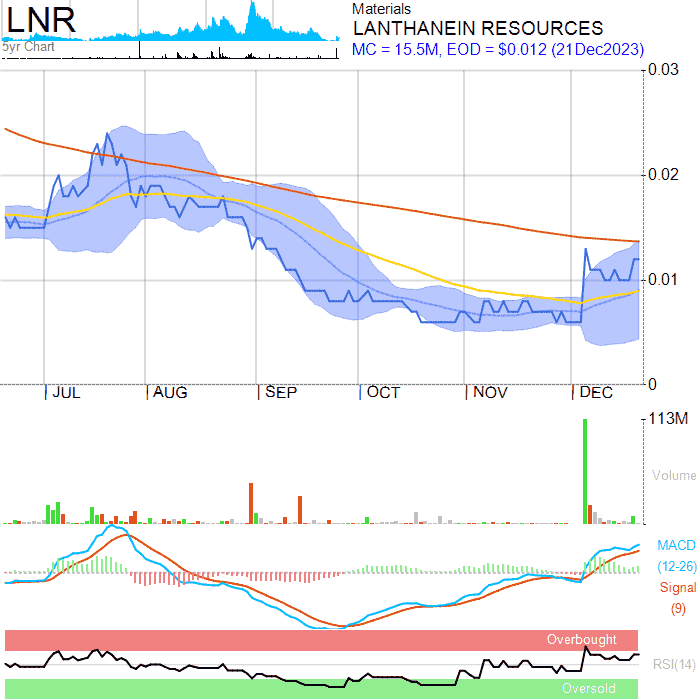 LNR
5yr Chart
Materials
LANTHANEIN RESOURCES
MC = 15.5M, EOD = $0.012 (21Dec2023)
0.03
0.02
0.01
0
JUL AUG SEP OCT NOV DEC
113M
Volume
MACD
(12-26)
Signal
(9)
Overbought
RSI(14)
Oversold